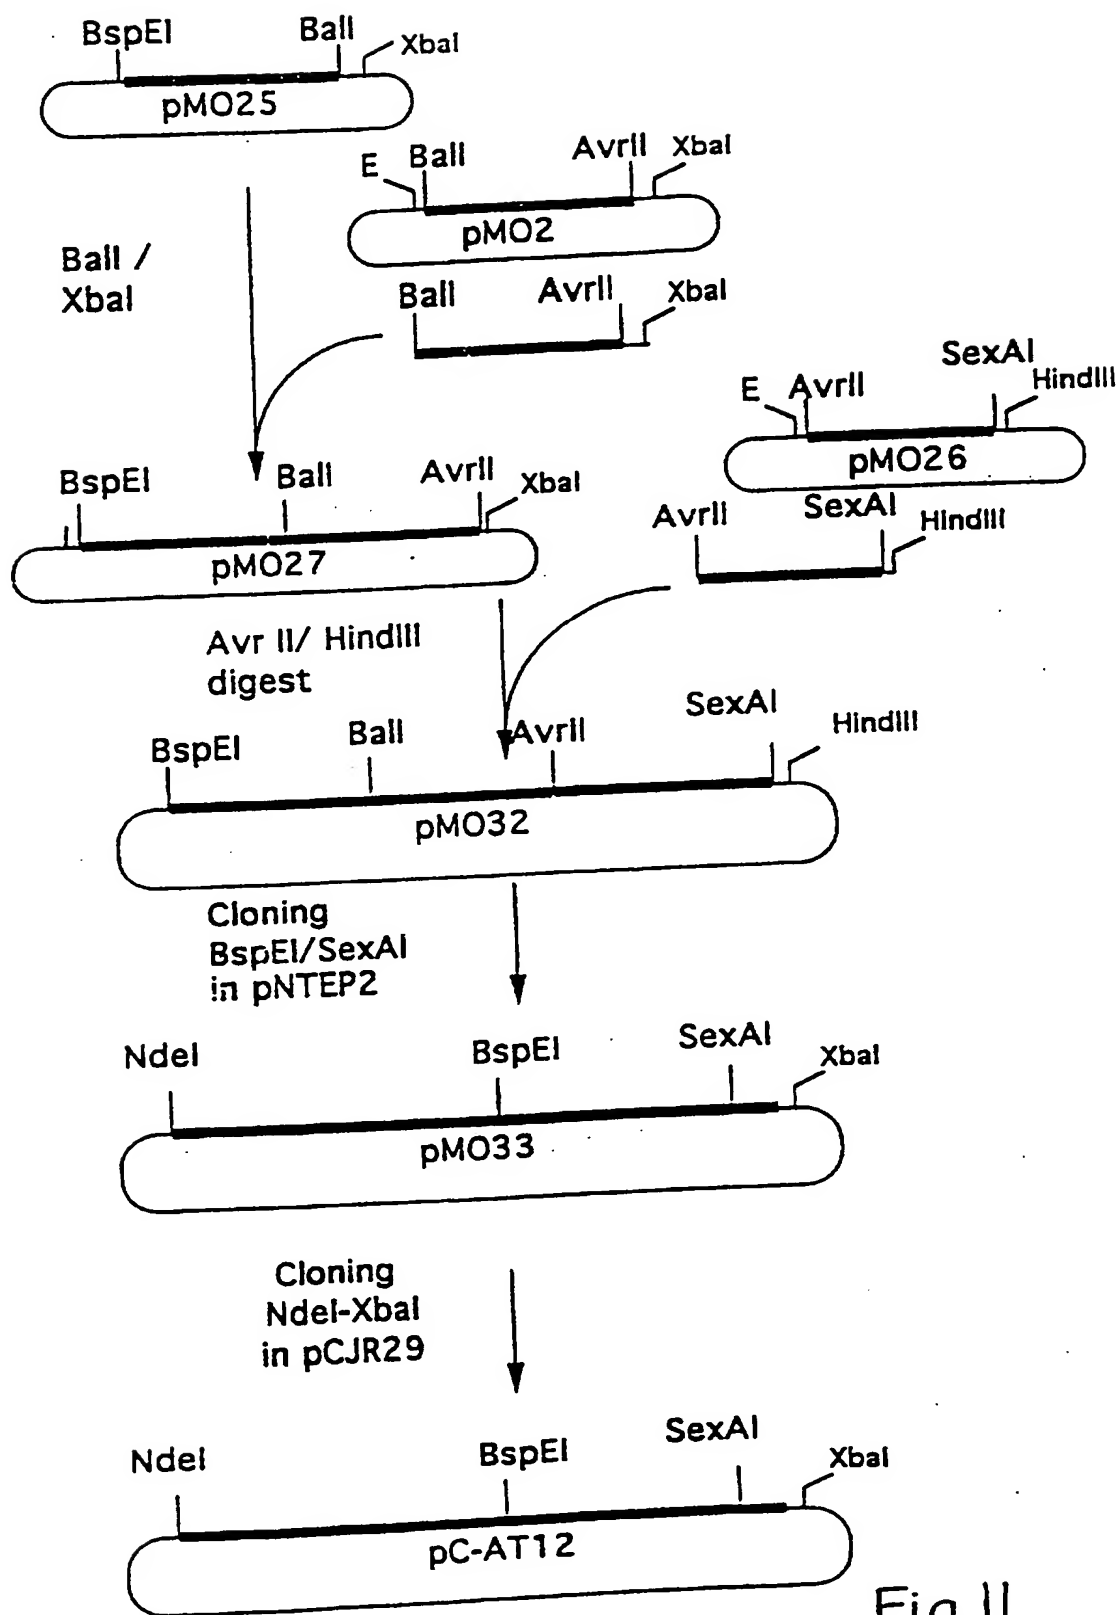 BspEI BalI XbaI
pMO25
E BalI AvrII XbaI
pMO2
BalI /
XbaI
BalI AvrII XbaI
SexAI
E AvrII HindIII
pMO26
BspEI BalI AvrII XbaI
pMO27
AvrII SexAI HindIII
Avr II/ HindIII
digest
BspEI BalI AvrII SexAI HindIII
pMO32
Cloning
BspEI/SexAI
in pNTEP2
NdeI BspEI SexAI XbaI
pMO33
Cloning
NdeI-XbaI
in pCJR29
NdeI BspEI SexAI XbaI
pC-AT12
Fig 11